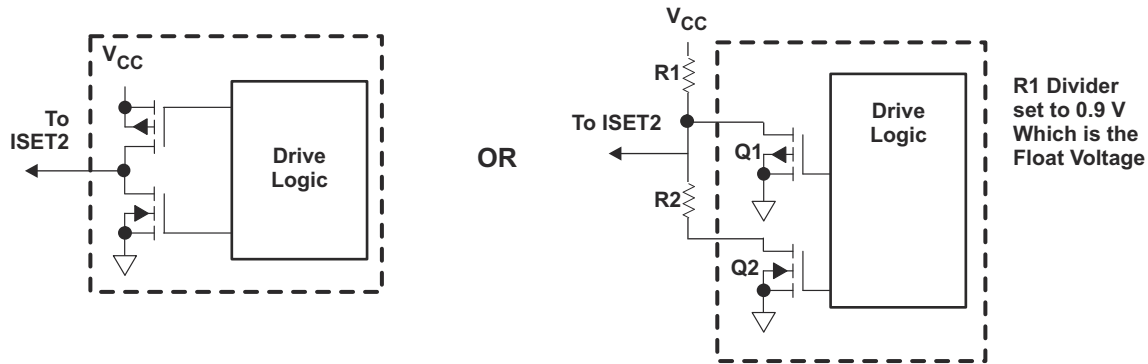 VCC
To
ISET2
Drive
Logic
OR
VCC
R1
To ISET2
Q1
R2
Q2
Drive
Logic
R1 Divider
set to 0.9 V
Which is the
Float Voltage